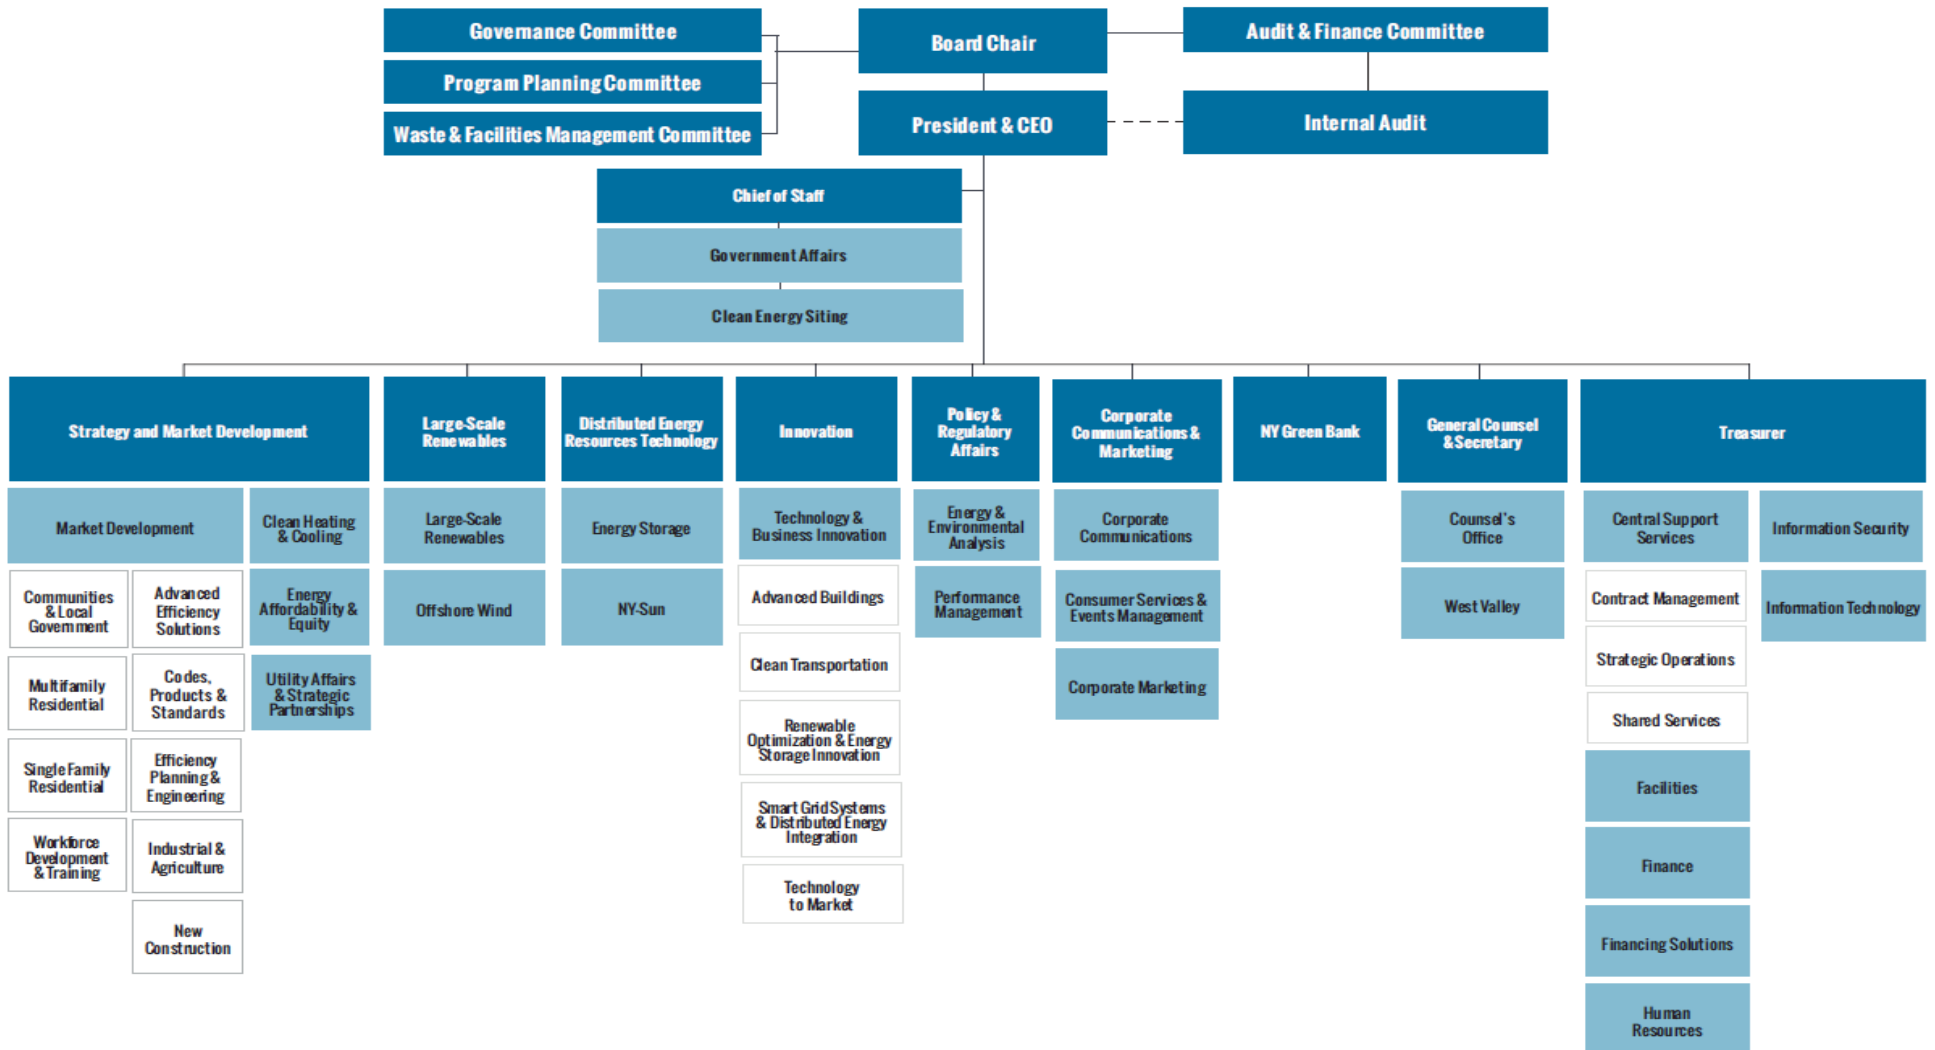 Governance Committee
Program Planning Committee
Waste & Facilities Management Committee
Board Chair
President & CEO
Audit & Finance Committee
Internal Audit
Chief of Staff
Government Affairs
Clean Energy Siting
Strategy and Market Development
Market Development
Communities
& Local
Government
Multifamily
Residential
Single Family
Residential
Workforce
Development
& Training
Advanced
Efficiency
Solutions
Codes,
Products &
Standards
Efficiency
Planning &
Engineering
Industrial &
Agriculture
New
Construction
Clean Heating
& Cooling
Energy
Affordability &
Equity
Utility Affairs
& Strategic
Partnerships
Large-Scale
Renewables
Large-Scale
Renewables
Offshore Wind
Distributed Energy
Resources Technology
Energy Storage
NY-Sun
Innovation
Technology &
Business Innovation
Advanced Buildings
Clean Transportation
Renewable
Optimization & Energy
Storage Innovation
Smart Grid Systems
& Distributed Energy
Integration
Technology
to Market
Policy &
Regulatory
Affairs
Energy &
Environmental
Analysis
Performance
Management
Corporate
Communications &
Marketing
Corporate
Communications
Consumer Services &
Events Management
Corporate Marketing
NY Green Bank
General Counsel
& Secretary
Counsel's
Office
West Valley
Treasurer
Central Support
Services
Contract Management
Strategic Operations
Shared Services
Facilities
Finance
Financing Solutions
Human
Resources
Information Security
Information Technology